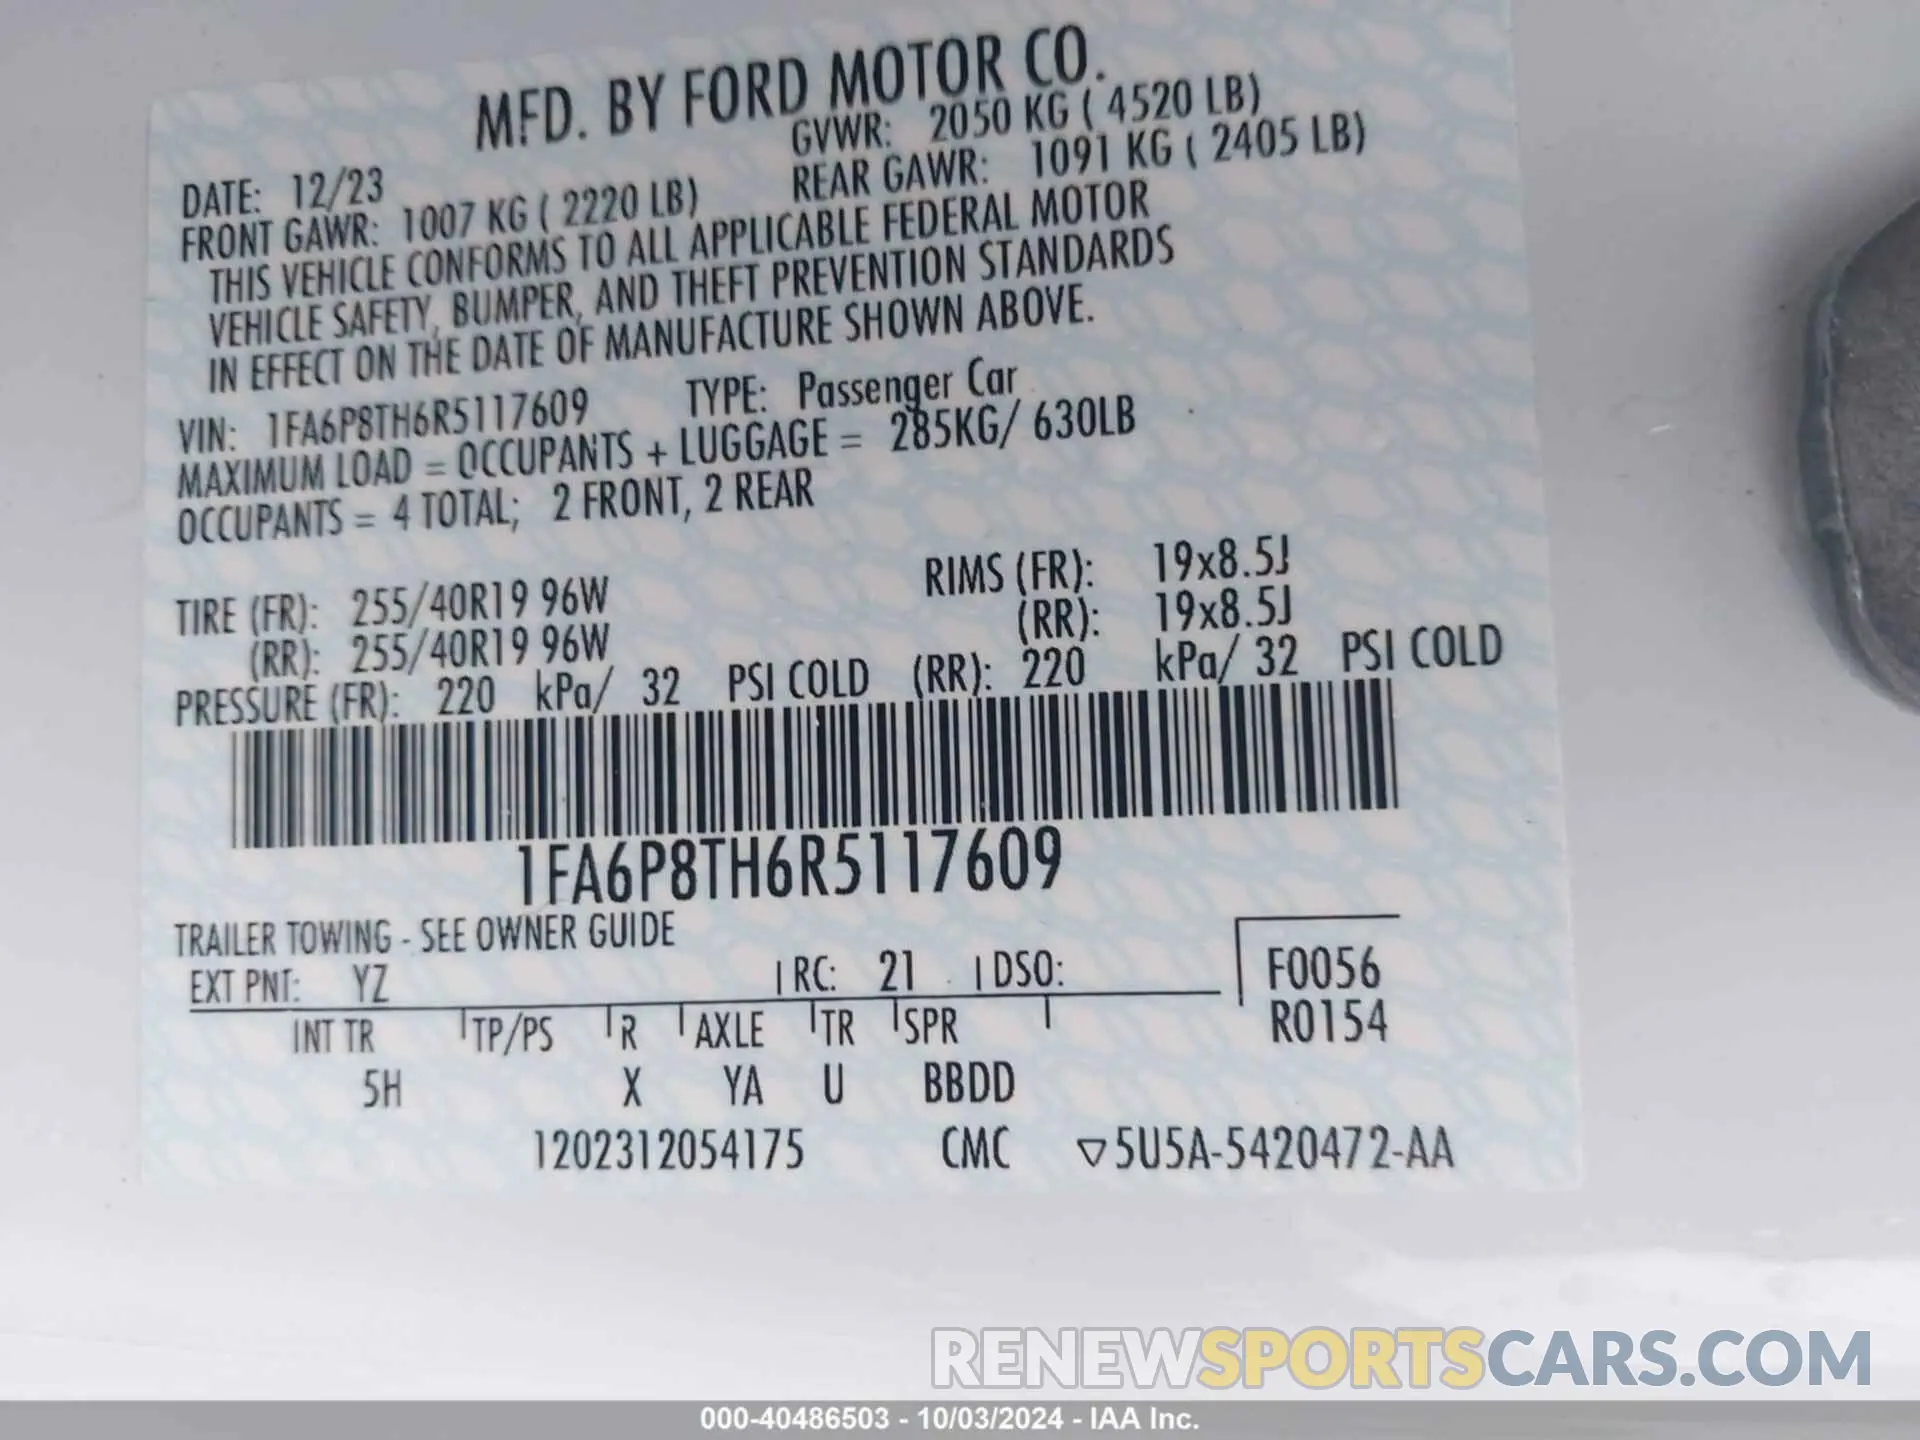 MFD. BY FORD MOTOR CO.
DATE: 12/23 GVWR: 2050 KG ( 4520 LB)
FRONT GAWR: 1007 KG ( 2220 LB) REAR GAWR: 1091 KG ( 2405 LB)
THIS VEHICLE CONFORMS TO ALL APPLICABLE FEDERAL MOTOR
VEHICLE SAFETY, BUMPER, AND THEFT PREVENTION STANDARDS
IN EFFECT ON THE DATE OF MANUFACTURE SHOWN ABOVE.
VIN: 1FA6P8TH6R5117609 TYPE: Passenger Car
MAXIMUM LOAD = OCCUPANTS + LUGGAGE = 285KG/ 630LB
OCCUPANTS = 4 TOTAL; 2 FRONT, 2 REAR
TIRE (FR): 255/40R19 96W RIMS (FR): 19x8.5J
(RR): 255/40R19 96W (RR): 19x8.5J
PRESSURE (FR): 220 kPa/ 32 PSI COLD (RR): 220 kPa/ 32 PSI COLD
1FA6P8TH6R5117609
TRAILER TOWING - SEE OWNER GUIDE
EXT PNT: YZ RC: 21 DSO: F0056
INT TR TP/PS R AXLE TR SPR R0154
5H X YA U BBDD
1202312054175 CMC ▽5U5A-5420472-AA
RENEWSPORTSCARS.COM
000-40486503 - 10/03/2024 - IAA Inc.